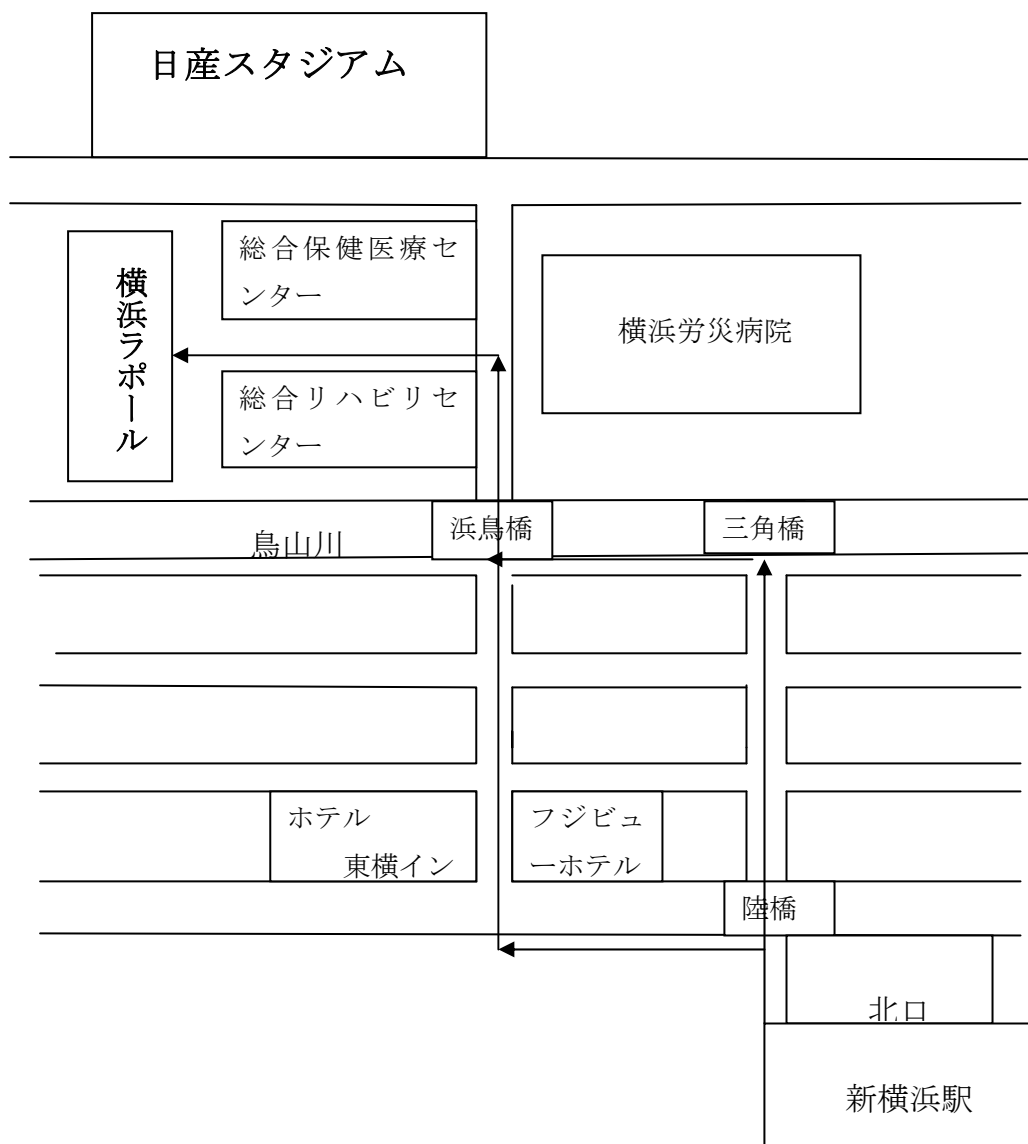 日産スタジアム
総合保健医療セ
ンター
横浜ラポール
横浜労災病院
総合リハビリセ
ンター
鳥山川
浜鳥橋
三角橋
ホテル
東横イン
フジビュ
ーホテル
陸橋
北口
新横浜駅